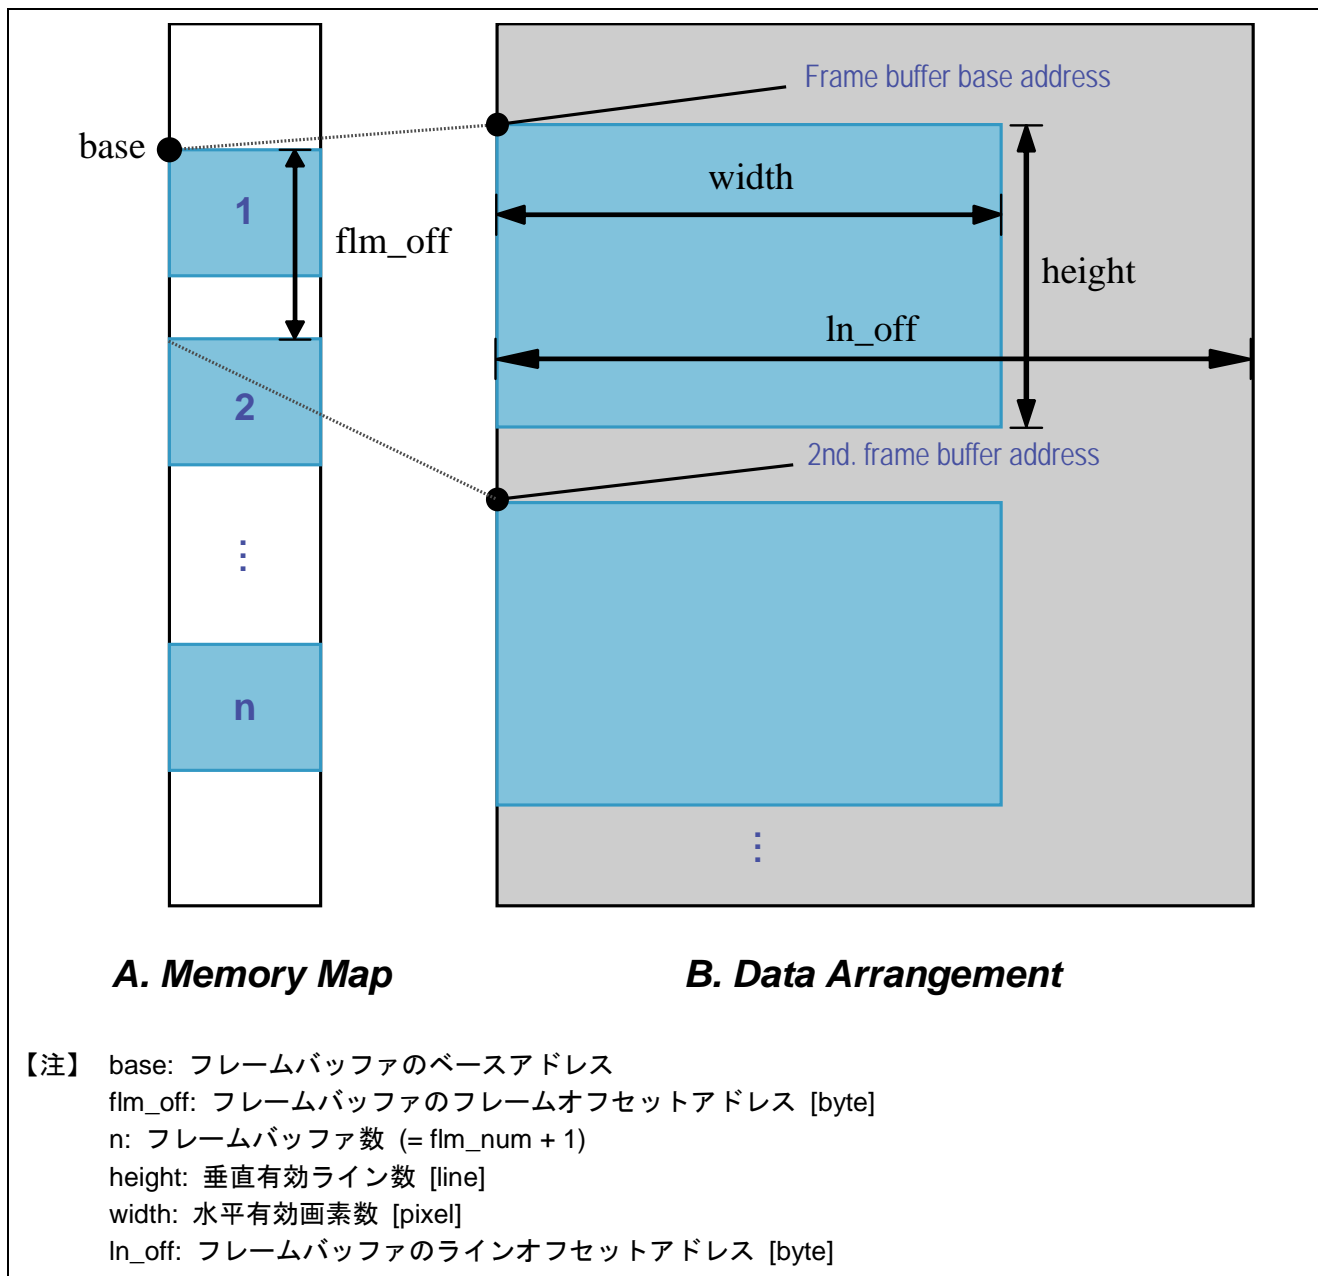 Frame buffer base address
base
1
width
flm_off
height
ln_off
2
2nd. frame buffer address
⋮
n
⋮
A. Memory Map
B. Data Arrangement
【注】 base: フレームバッファのベースアドレス
flm_off: フレームバッファのフレームオフセットアドレス [byte]
n: フレームバッファ数 (= flm_num + 1)
height: 垂直有効ライン数 [line]
width: 水平有効画素数 [pixel]
ln_off: フレームバッファのラインオフセットアドレス [byte]